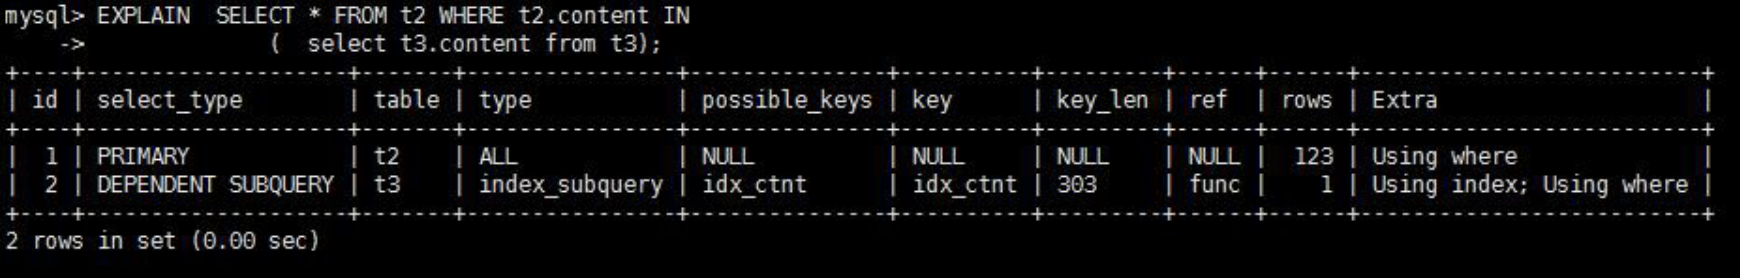 mysql> EXPLAIN  SELECT * FROM t2 WHERE t2.content IN
    ->             (  select t3.content from t3);
+----+--------------------+-------+----------------+---------------+----------+---------+------+------+--------------------------+
| id | select_type        | table | type           | possible_keys | key      | key_len | ref  | rows | Extra                    |
+----+--------------------+-------+----------------+---------------+----------+---------+------+------+--------------------------+
|  1 | PRIMARY            | t2    | ALL            | NULL          | NULL     | NULL    | NULL |  123 | Using where              |
|  2 | DEPENDENT SUBQUERY | t3    | index_subquery | idx_ctnt      | idx_ctnt | 303     | func |    1 | Using index; Using where |
+----+--------------------+-------+----------------+---------------+----------+---------+------+------+--------------------------+
2 rows in set (0.00 sec)